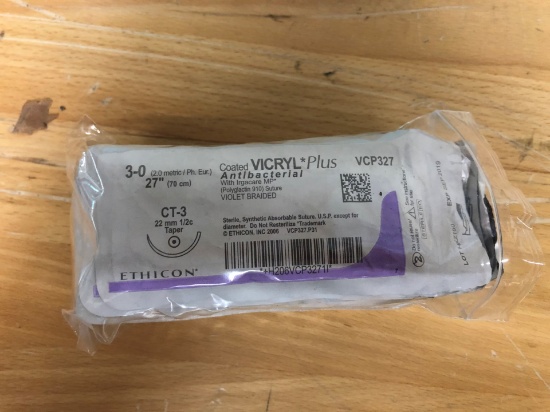 3-0 (2.0 metric / Ph. Eur.)
27" (70 cm)
CT-3
22 mm 1/2c
Taper
ETHICON*
Coated VICRYL* Plus VCP327
Antibacterial
With Irgacare MP*
(Polyglactin 910) Suture
VIOLET BRAIDED
Sterile, Synthetic Absorbable Suture, U.S.P. except for
diameter. Do Not Resterilize *Trademark
© ETHICON, INC VCP327.P31
LOT
Exp